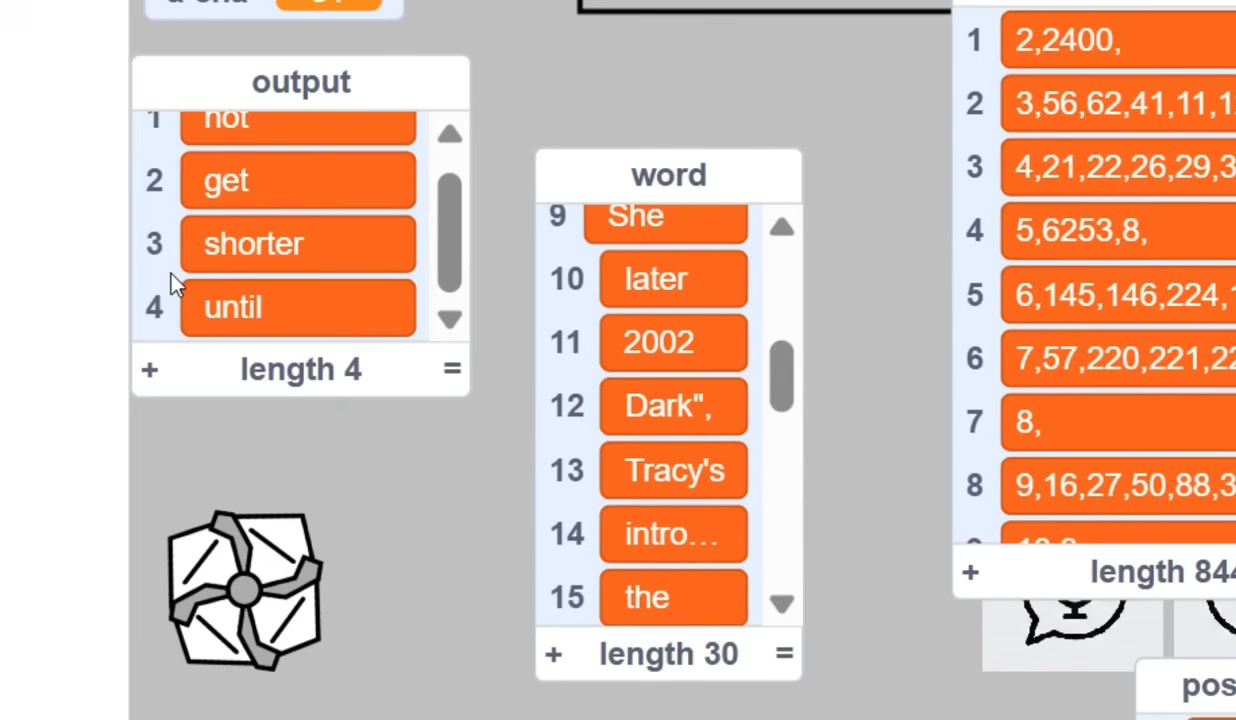 output
1 not
2 get
3 shorter
4 until
+ length 4 =
word
9 She
10 later
11 2002
12 Dark",
13 Tracy's
14 intro...
15 the
+ length 30 =
1 2,2400,
2 3,56,62,41,11,1
3 4,21,22,26,29,3
4 5,6253,8,
5 6,145,146,224,
6 7,57,220,221,22
7 8,
8 9,16,27,50,88,3
+ length 844
pos